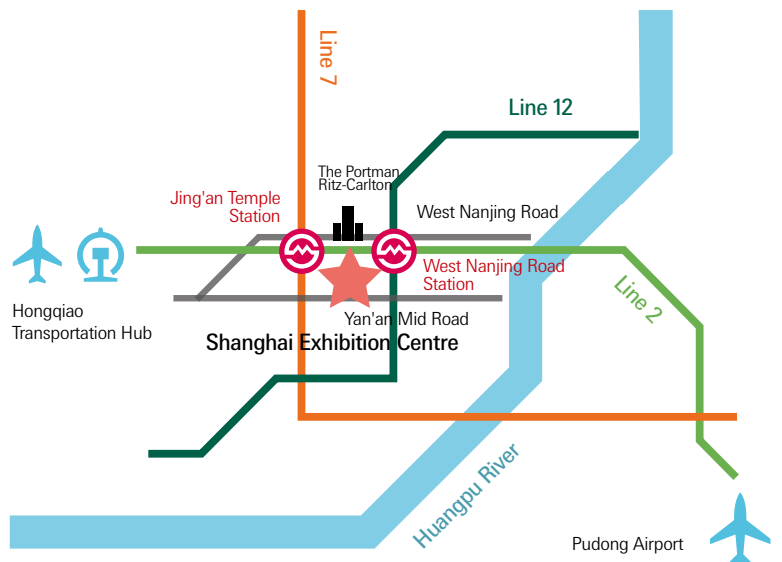 Line 7
Line 12
The Portman
Ritz-Carlton
Jing'an Temple
Station
West Nanjing Road
West Nanjing Road
Station
Hongqiao
Transportation Hub
Line 2
Yan'an Mid Road
Shanghai Exhibition Centre
Huangpu River
Pudong Airport